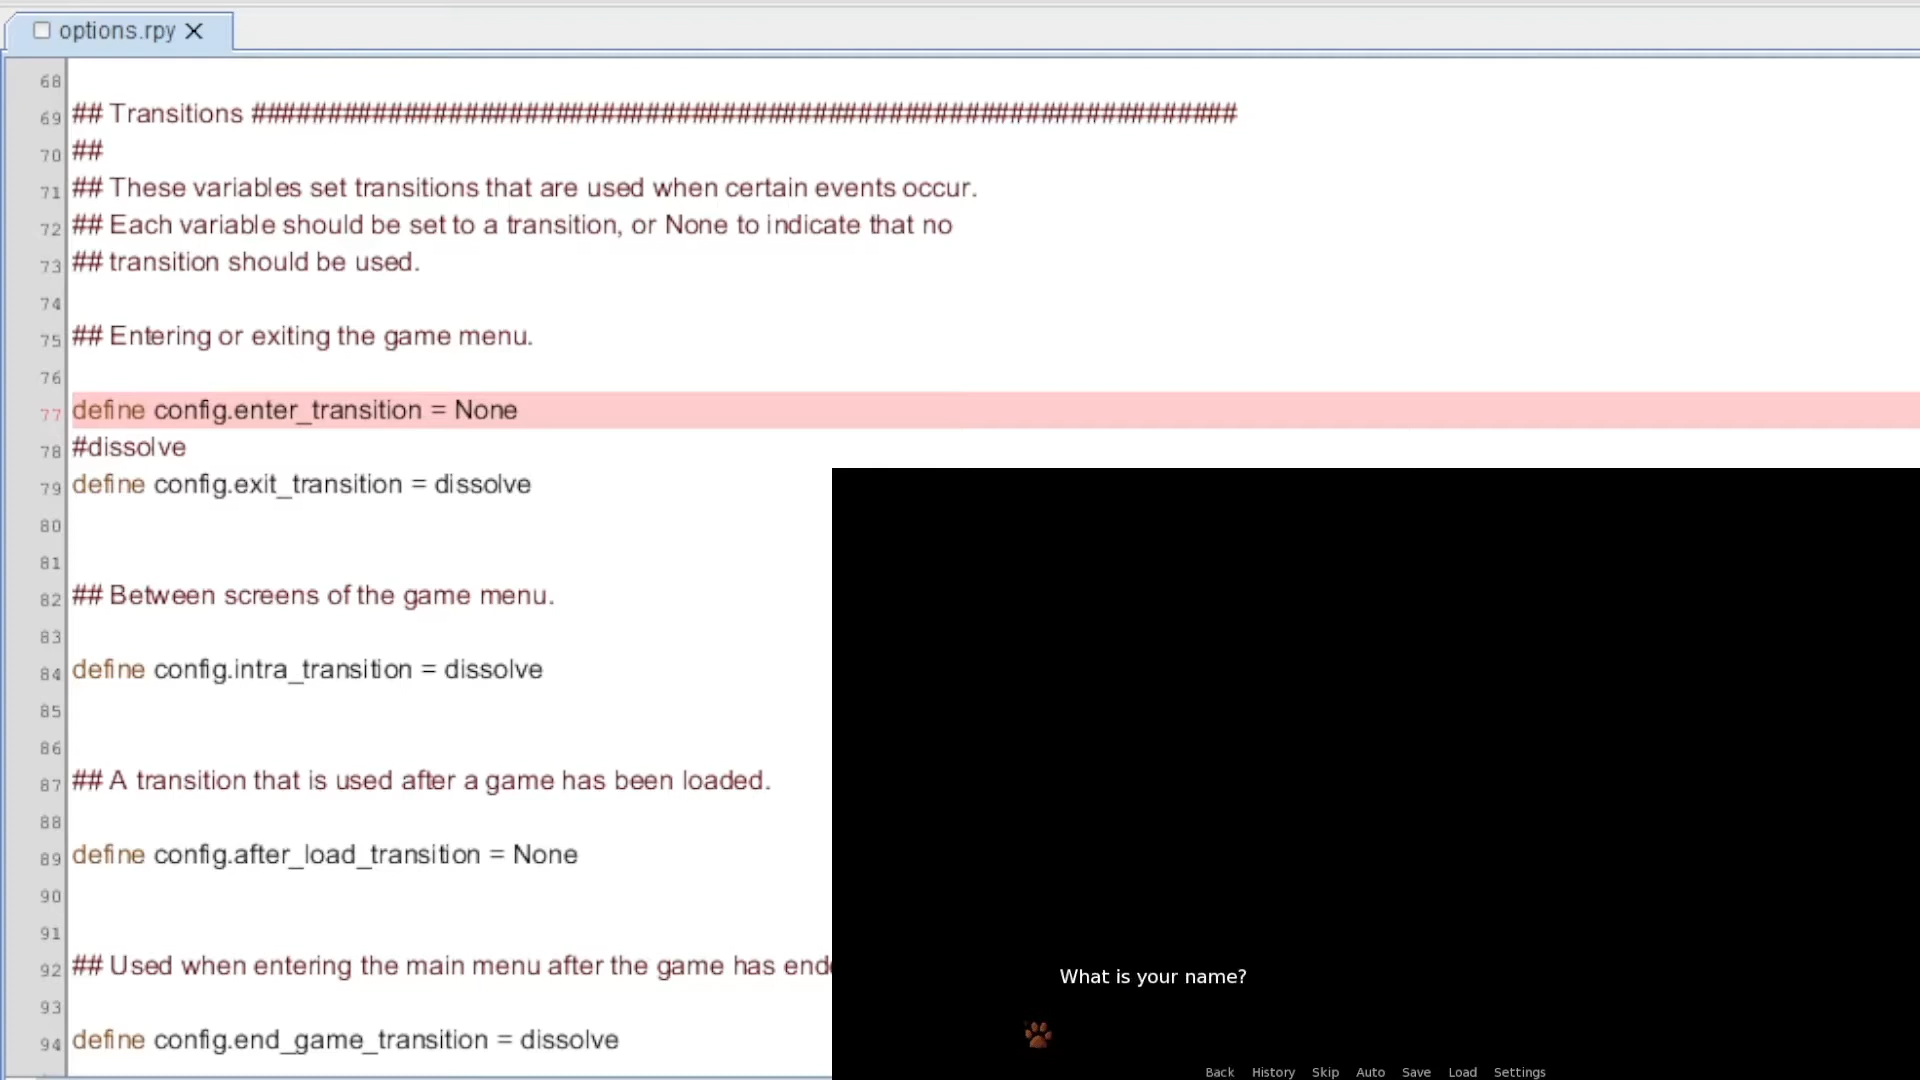 options.rpy
68
69 ## Transitions #################################################################
70 ##
71 ## These variables set transitions that are used when certain events occur.
72 ## Each variable should be set to a transition, or None to indicate that no
73 ## transition should be used.
74
75 ## Entering or exiting the game menu.
76
77 define config.enter_transition = None
78 #dissolve
79 define config.exit_transition = dissolve
80
81
82 ## Between screens of the game menu.
83
84 define config.intra_transition = dissolve
85
86
87 ## A transition that is used after a game has been loaded.
88
89 define config.after_load_transition = None
90
91
92 ## Used when entering the main menu after the game has end
93
94 define config.end_game_transition = dissolve
What is your name?
Back History Skip Auto Save Load Settings